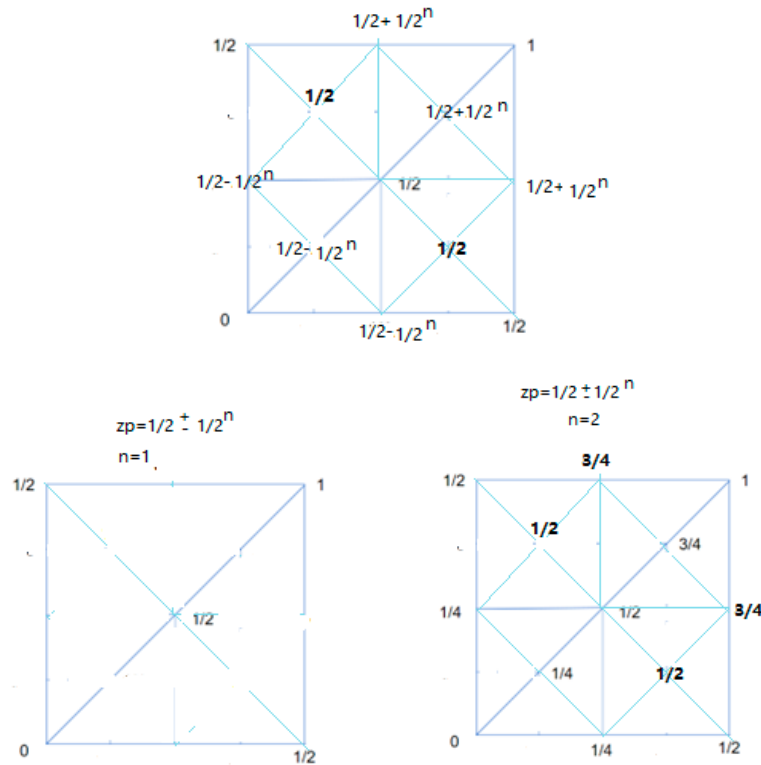 1/2+ 1/2^n
1/2 1
1/2
1/2+1/2^n
1/2- 1/2^n 1/2 1/2+ 1/2^n
1/2- 1/2^n 1/2
0 1/2- 1/2^n 1/2
zp=1/2 ± 1/2^n
n=1
1/2 1
1/2
0 1/2
zp=1/2 ± 1/2^n
n=2
3/4
1/2 1
1/2
3/4
1/4 1/2 3/4
1/4 1/2
0 1/4 1/2